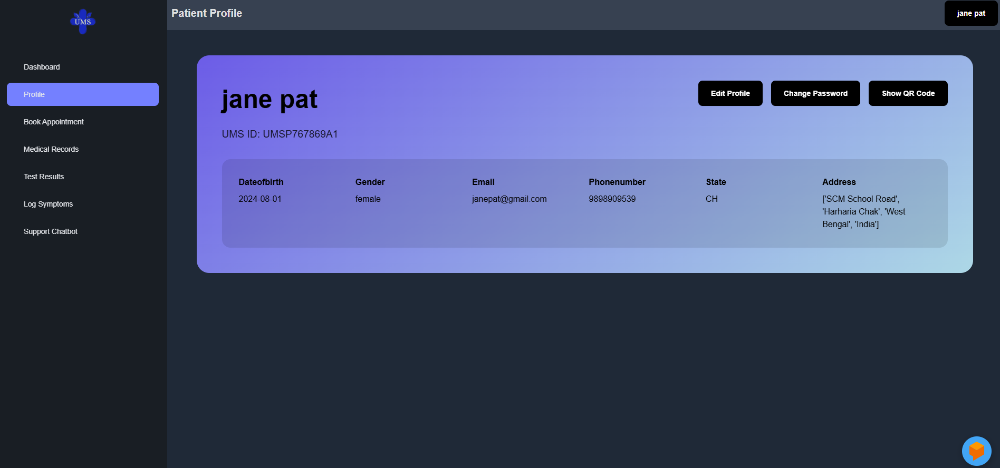 UMS
Dashboard
Profile
Book Appointment
Medical Records
Test Results
Log Symptoms
Support Chatbot
Patient Profile
jane pat
jane pat
Edit Profile
Change Password
Show QR Code
UMS ID: UMSP767869A1
Dateofbirth
2024-08-01
Gender
female
Email
janepat@gmail.com
Phonenumber
9898909539
State
CH
Address
['SCM School Road',
'Harharia Chak', 'West
Bengal', 'India']